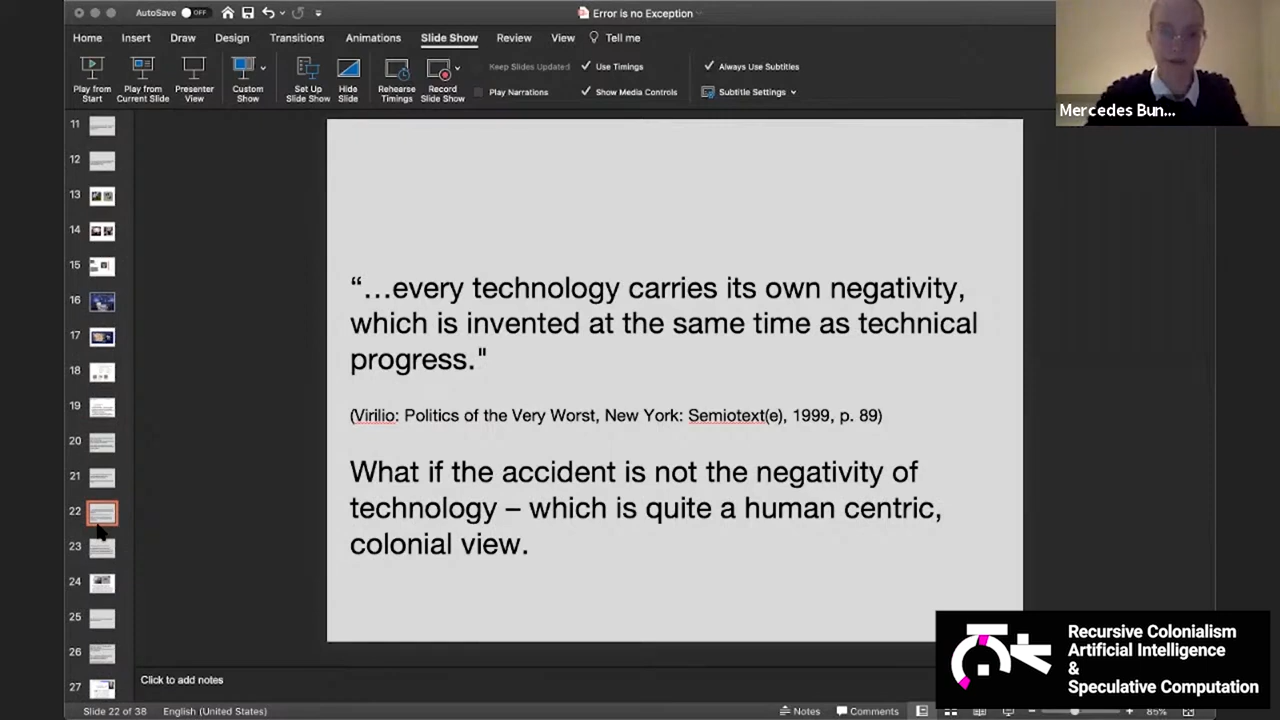 AutoSave OFF
Error is no Exception
Home Insert Draw Design Transitions Animations Slide Show Review View Tell me
Keep Slides Updated Use Timings Always Use Subtitles
Play from Start
Play from Current Slide
Presenter View
Custom Show
Set Up Slide Show
Hide Slide
Rehearse Timings
Record Slide Show
Play Narrations Show Media Controls Subtitle Settings
Mercedes Bun...
11
12
13
14
15
16
17
18
19
20
21
22
23
24
25
26
27
“…every technology carries its own negativity,
which is invented at the same time as technical
progress."
(Virilio: Politics of the Very Worst, New York: Semiotext(e), 1999, p. 89)
What if the accident is not the negativity of
technology – which is quite a human centric,
colonial view.
Recursive Colonialism
Artificial Intelligence
&
Speculative Computation
Click to add notes
Slide 22 of 38 English (United States) Notes Comments 85%